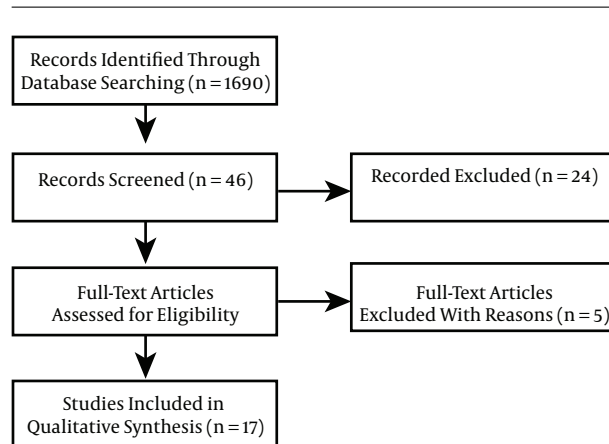 Records Identified Through
Database Searching (n = 1690)
Records Screened (n = 46)
Recorded Excluded (n = 24)
Full-Text Articles
Assessed for Eligibility
Full-Text Articles
Excluded With Reasons (n = 5)
Studies Included in
Qualitative Synthesis (n = 17)